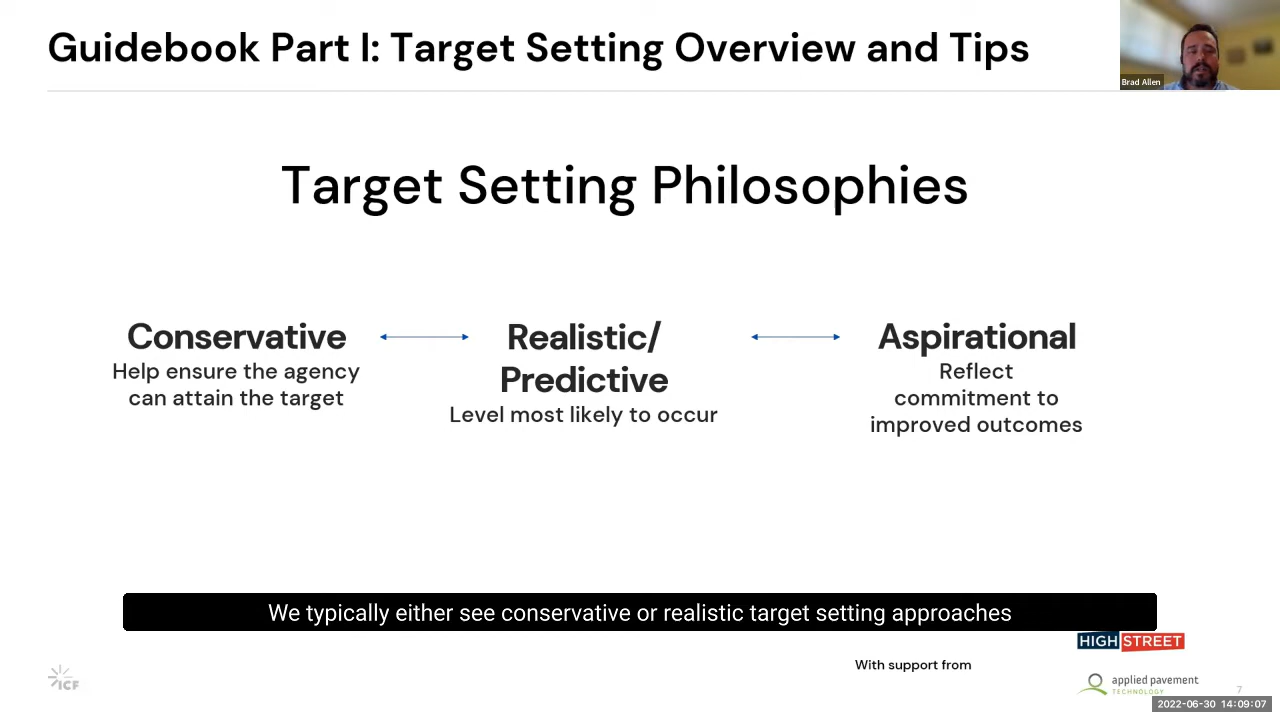 Guidebook Part I: Target Setting Overview and Tips
Brad Allen
Target Setting Philosophies
Conservative
Help ensure the agency
can attain the target
Realistic/
Predictive
Level most likely to occur
Aspirational
Reflect
commitment to
improved outcomes
We typically either see conservative or realistic target setting approaches
HIGH STREET
With support from
ICF
applied pavement
TECHNOLOGY
7
2022-06-30 14:09:07